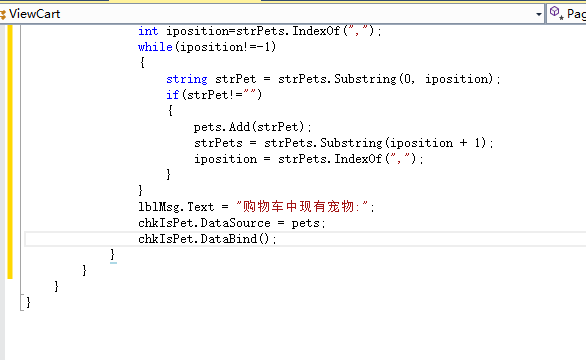 ViewCart
Pag
int iposition=strPets.IndexOf(",");
while(iposition!=-1)
{
string strPet = strPets.Substring(0, iposition);
if(strPet!="")
{
pets.Add(strPet);
strPets = strPets.Substring(iposition + 1);
iposition = strPets.IndexOf(",");
}
}
lblMsg.Text = "购物车中现有宠物:";
chkIsPet.DataSource = pets;
chkIsPet.DataBind();
}
}
}
}